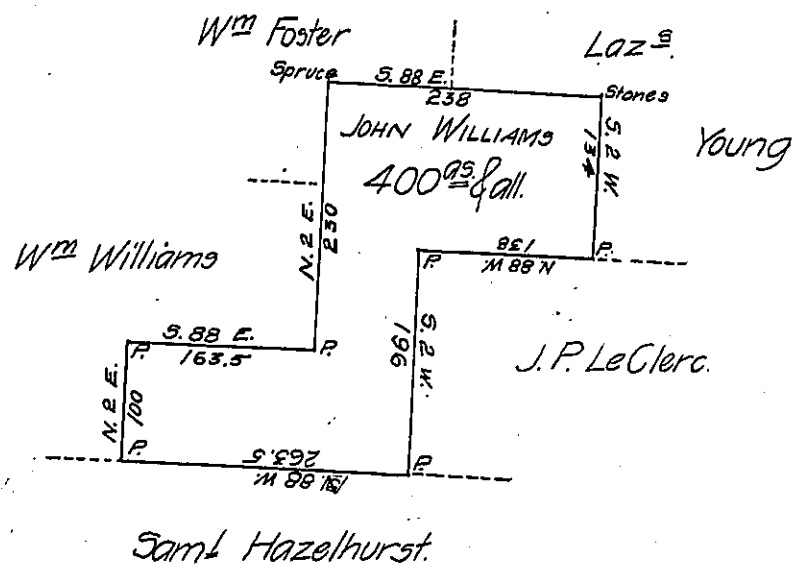 Wm Foster
Lazs.
Spruce
S. 88 E.
238
Stones
JOHN WILLIAMS
400 as. & all.
S. 2 W.
134
Young
N. 2 E.
230
Wm Williams
P.
N. 88 W.
138
P.
S. 88 E.
163.5
P.
P.
S. 2 W.
196
J. P. LeClerc.
N. 2 E.
100
P.
263.5
N. 88 W.
P.
Saml Hazelhurst.